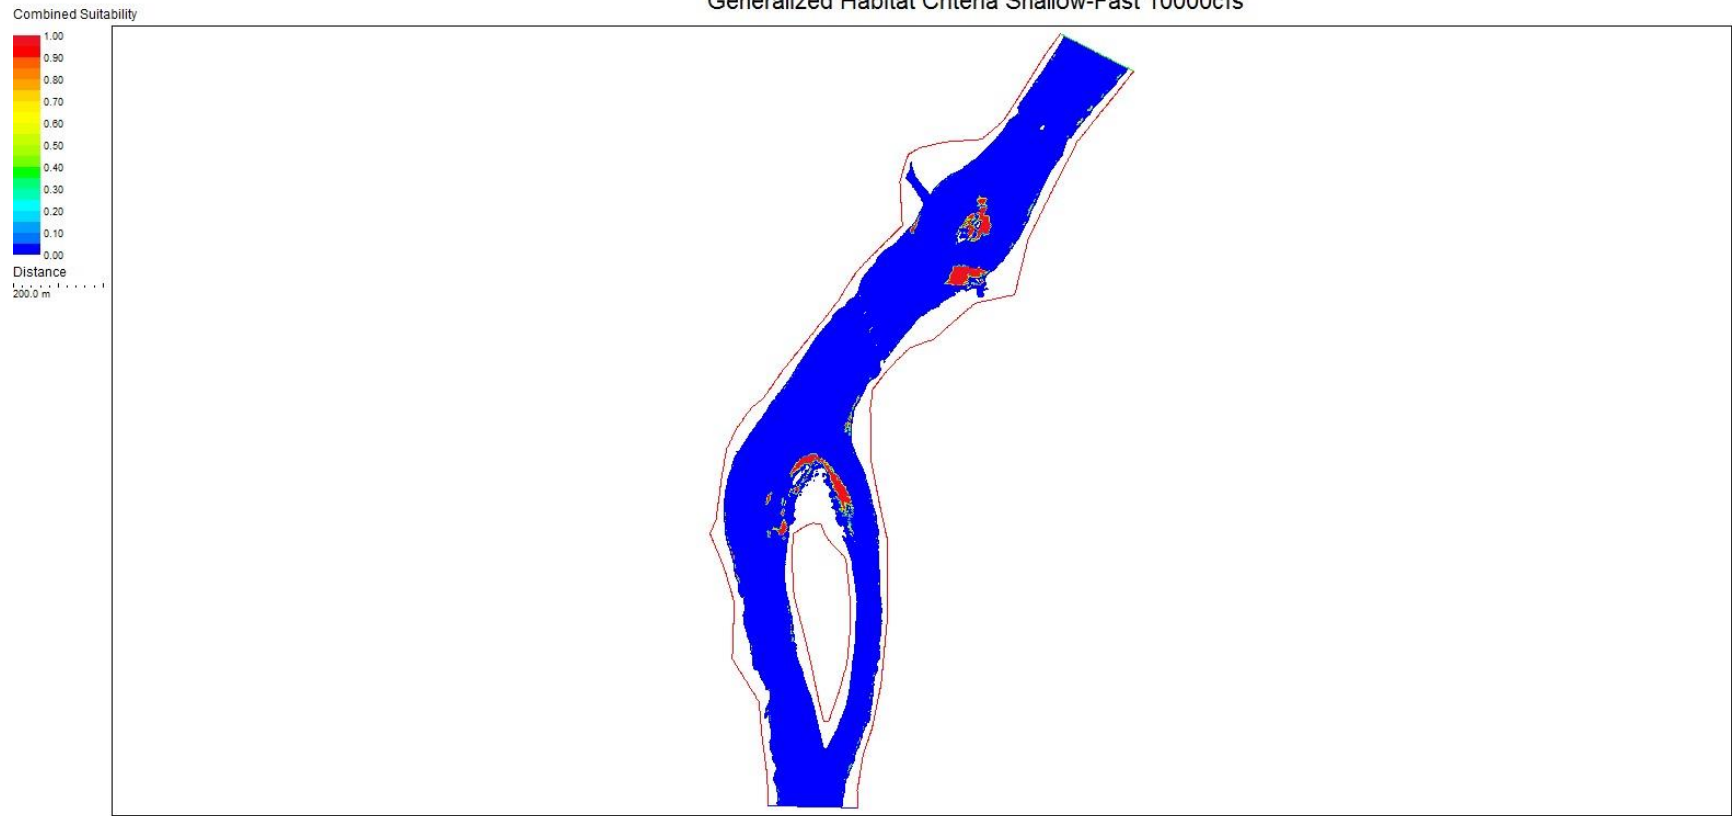 Generalized Habitat Criteria Shallow-Fast 10000cfs
Combined Suitability
1.00
0.90
0.80
0.70
0.60
0.50
0.40
0.30
0.20
0.10
0.00
Distance
200.0 m